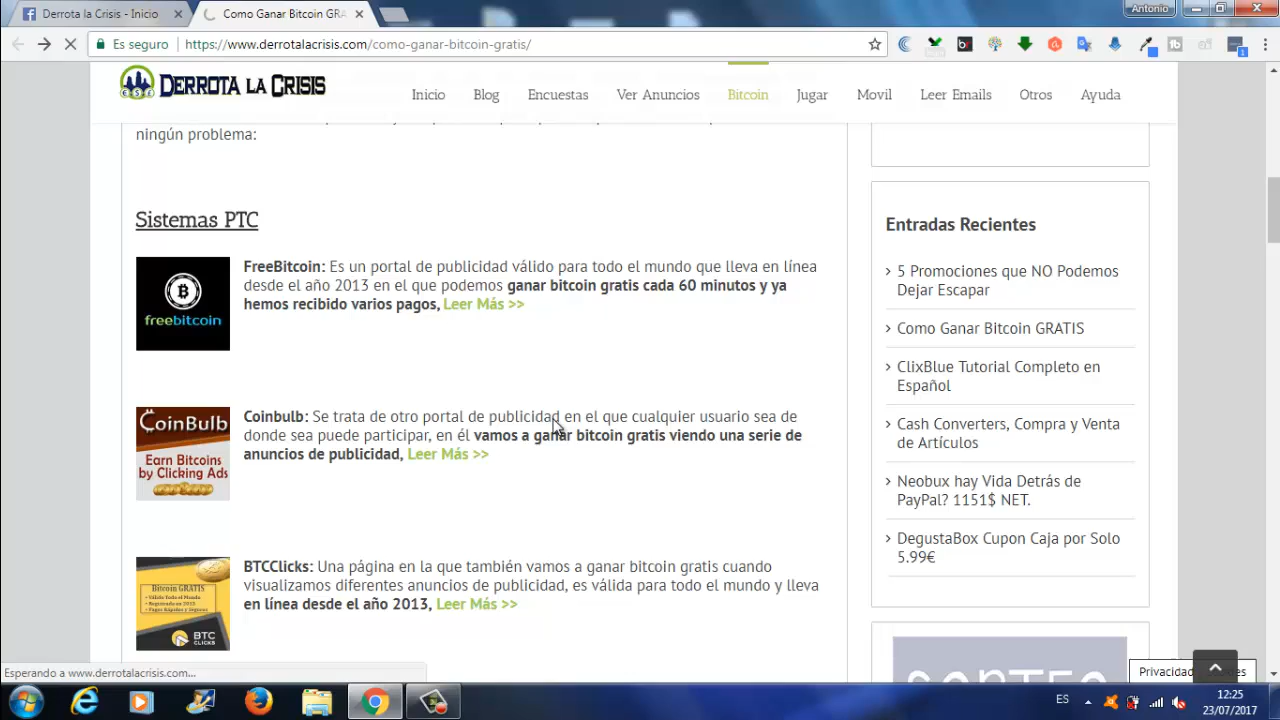 Derrota la Crisis - Inicio
Como Ganar Bitcoin GRA
Antonio
Es seguro
https://www.derrotalacrisis.com/como-ganar-bitcoin-gratis/
DERROTA LA CRISIS
Inicio
Blog
Encuestas
Ver Anuncios
Bitcoin
Jugar
Movil
Leer Emails
Otros
Ayuda
ningún problema:
Sistemas PTC
freebitcoin
FreeBitcoin: Es un portal de publicidad válido para todo el mundo que lleva en línea
desde el año 2013 en el que podemos ganar bitcoin gratis cada 60 minutos y ya
hemos recibido varios pagos, Leer Más >>
CoinBulb
Earn Bitcoins
by Clicking Ads
Coinbulb: Se trata de otro portal de publicidad en el que cualquier usuario sea de
donde sea puede participar, en él vamos a ganar bitcoin gratis viendo una serie de
anuncios de publicidad, Leer Más >>
Bitcoin GRATIS
BTC
CLICKS
BTCClicks: Una página en la que también vamos a ganar bitcoin gratis cuando
visualizamos diferentes anuncios de publicidad, es válida para todo el mundo y lleva
en línea desde el año 2013, Leer Más >>
Entradas Recientes
5 Promociones que NO Podemos
Dejar Escapar
Como Ganar Bitcoin GRATIS
ClixBlue Tutorial Completo en
Español
Cash Converters, Compra y Venta
de Artículos
Neobux hay Vida Detrás de
PayPal? 1151$ NET.
DegustaBox Cupon Caja por Solo
5.99€
Privacidad
Esperando a www.derrotalacrisis.com...
ES
12:25
23/07/2017